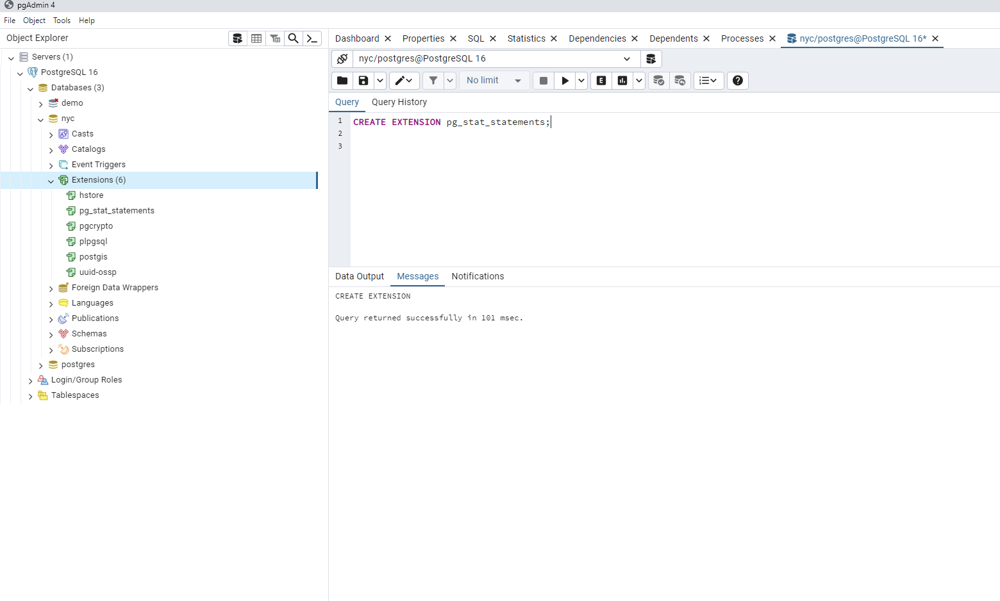 pgAdmin 4
File Object Tools Help
Object Explorer
Servers (1)
PostgreSQL 16
Databases (3)
demo
nyc
Casts
Catalogs
Event Triggers
Extensions (6)
hstore
pg_stat_statements
pgcrypto
plpgsql
postgis
uuid-ossp
Foreign Data Wrappers
Languages
Publications
Schemas
Subscriptions
postgres
Login/Group Roles
Tablespaces
Dashboard Properties SQL Statistics Dependencies Dependents Processes nyc/postgres@PostgreSQL 16*
nyc/postgres@PostgreSQL 16
No limit E
Query Query History
1 CREATE EXTENSION pg_stat_statements;
2
3
Data Output Messages Notifications
CREATE EXTENSION
Query returned successfully in 101 msec.